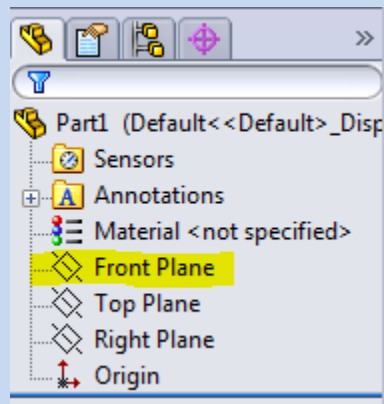 Part1 (Default<<Default>_Disp
Sensors
A Annotations
Material <not specified>
Front Plane
Top Plane
Right Plane
Origin